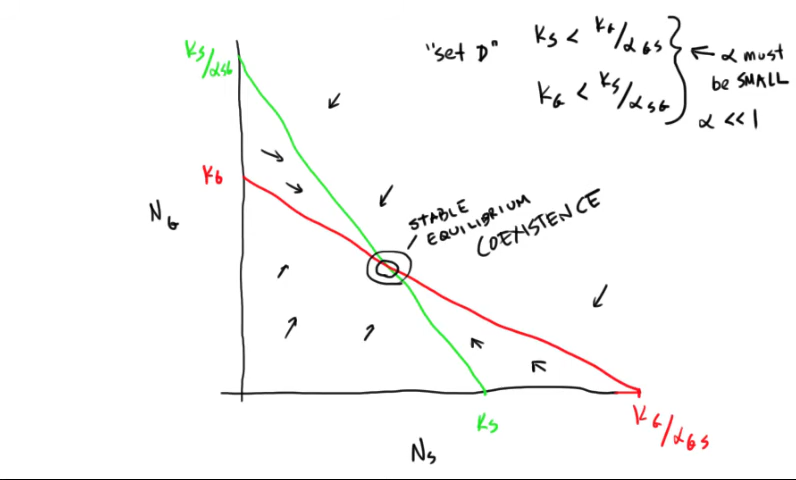 "set D"
Ks < KG/αGS
KG < Ks/αSG
← α must
be SMALL
α << 1
Ks/αSG
KG
NG
STABLE
EQUILIBRIUM
COEXISTENCE
Ks
KG/αGS
Ns